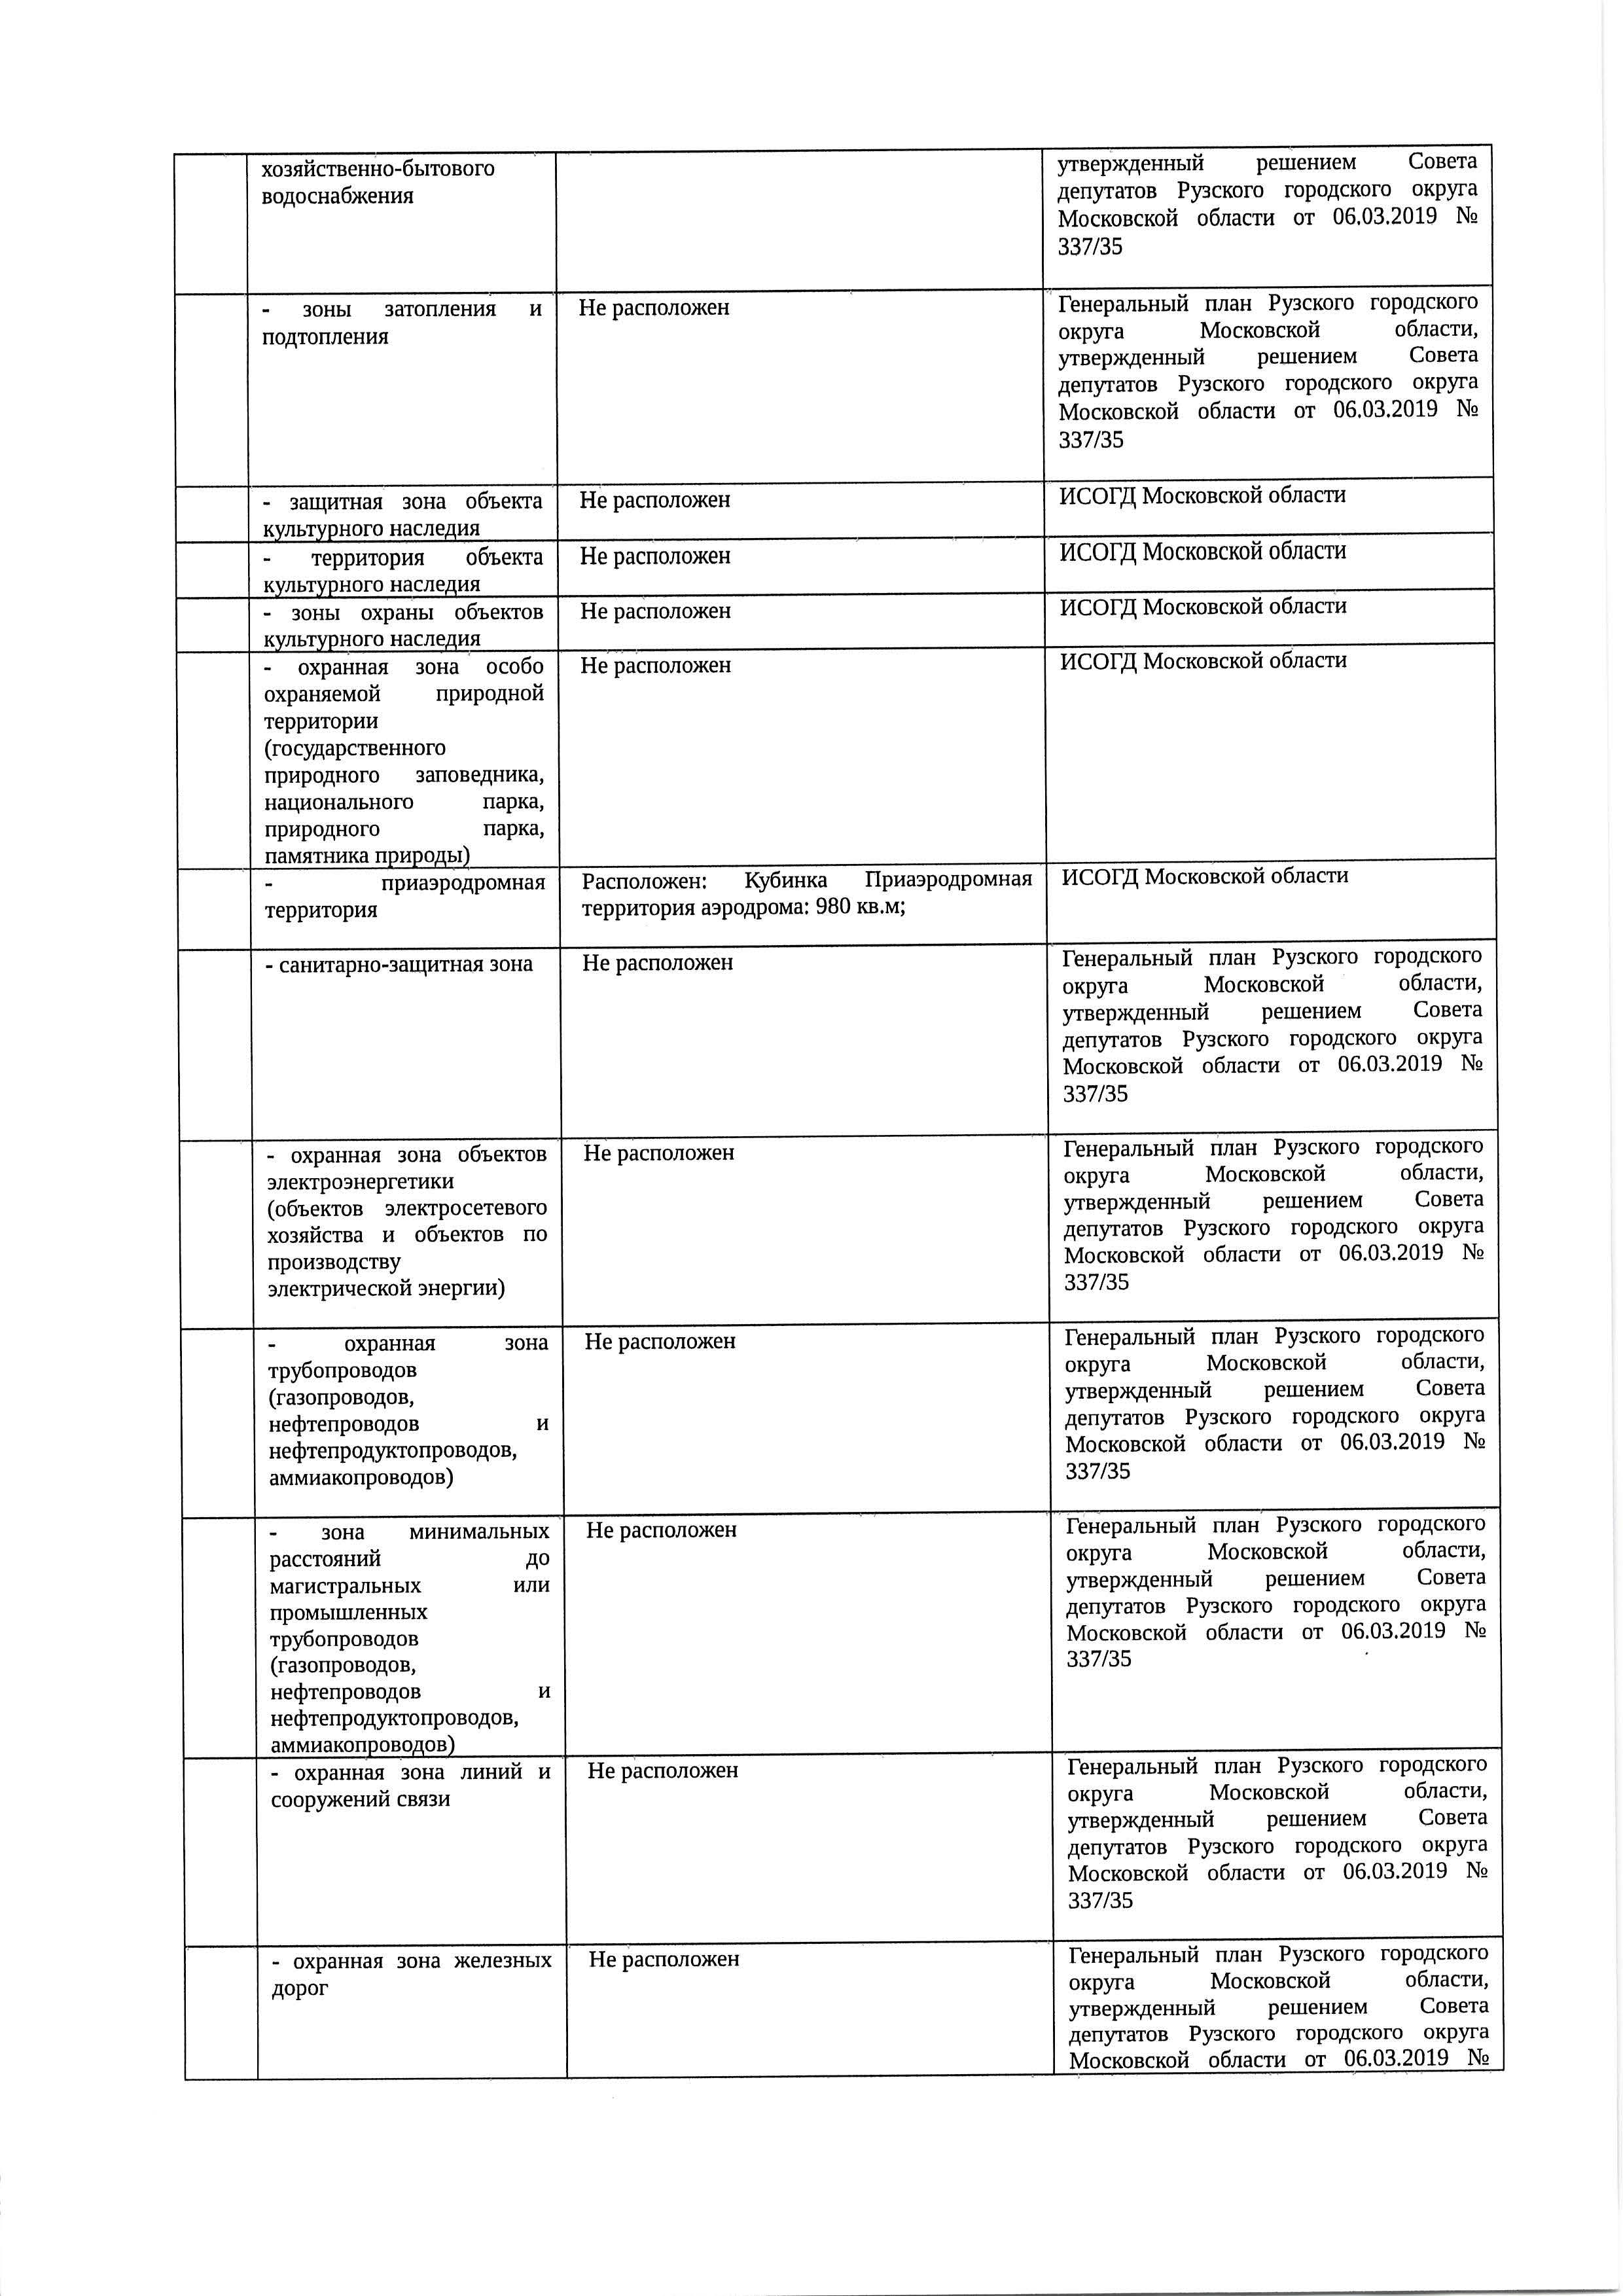 хозяйственно-бытового
водоснабжения
утвержденный решением Совета
депутатов Рузского городского округа
Московской области от 06.03.2019 №
337/35
- зоны затопления и
подтопления
Не расположен
Генеральный план Рузского городского
округа Московской области,
утвержденный решением Совета
депутатов Рузского городского округа
Московской области от 06.03.2019 №
337/35
- защитная зона объекта
культурного наследия
Не расположен
ИСОГД Московской области
- территория объекта
культурного наследия
Не расположен
ИСОГД Московской области
- зоны охраны объектов
культурного наследия
Не расположен
ИСОГД Московской области
- охранная зона особо
охраняемой природной
территории
(государственного
природного заповедника,
национального парка,
природного парка,
памятника природы)
Не расположен
ИСОГД Московской области
- приаэродромная
территория
Расположен: Кубинка Приаэродромная
территория аэродрома: 980 кв.м;
ИСОГД Московской области
- санитарно-защитная зона
Не расположен
Генеральный план Рузского городского
округа Московской области,
утвержденный решением Совета
депутатов Рузского городского округа
Московской области от 06.03.2019 №
337/35
- охранная зона объектов
электроэнергетики
(объектов электросетевого
хозяйства и объектов по
производству
электрической энергии)
Не расположен
Генеральный план Рузского городского
округа Московской области,
утвержденный решением Совета
депутатов Рузского городского округа
Московской области от 06.03.2019 №
337/35
- охранная зона
трубопроводов
(газопроводов,
нефтепроводов и
нефтепродуктопроводов,
аммиакопроводов)
Не расположен
Генеральный план Рузского городского
округа Московской области,
утвержденный решением Совета
депутатов Рузского городского округа
Московской области от 06.03.2019 №
337/35
- зона минимальных
расстояний до
магистральных или
промышленных
трубопроводов
(газопроводов,
нефтепроводов и
нефтепродуктопроводов,
аммиакопроводов)
Не расположен
Генеральный план Рузского городского
округа Московской области,
утвержденный решением Совета
депутатов Рузского городского округа
Московской области от 06.03.2019 №
337/35
- охранная зона линий и
сооружений связи
Не расположен
Генеральный план Рузского городского
округа Московской области,
утвержденный решением Совета
депутатов Рузского городского округа
Московской области от 06.03.2019 №
337/35
- охранная зона железных
дорог
Не расположен
Генеральный план Рузского городского
округа Московской области,
утвержденный решением Совета
депутатов Рузского городского округа
Московской области от 06.03.2019 №